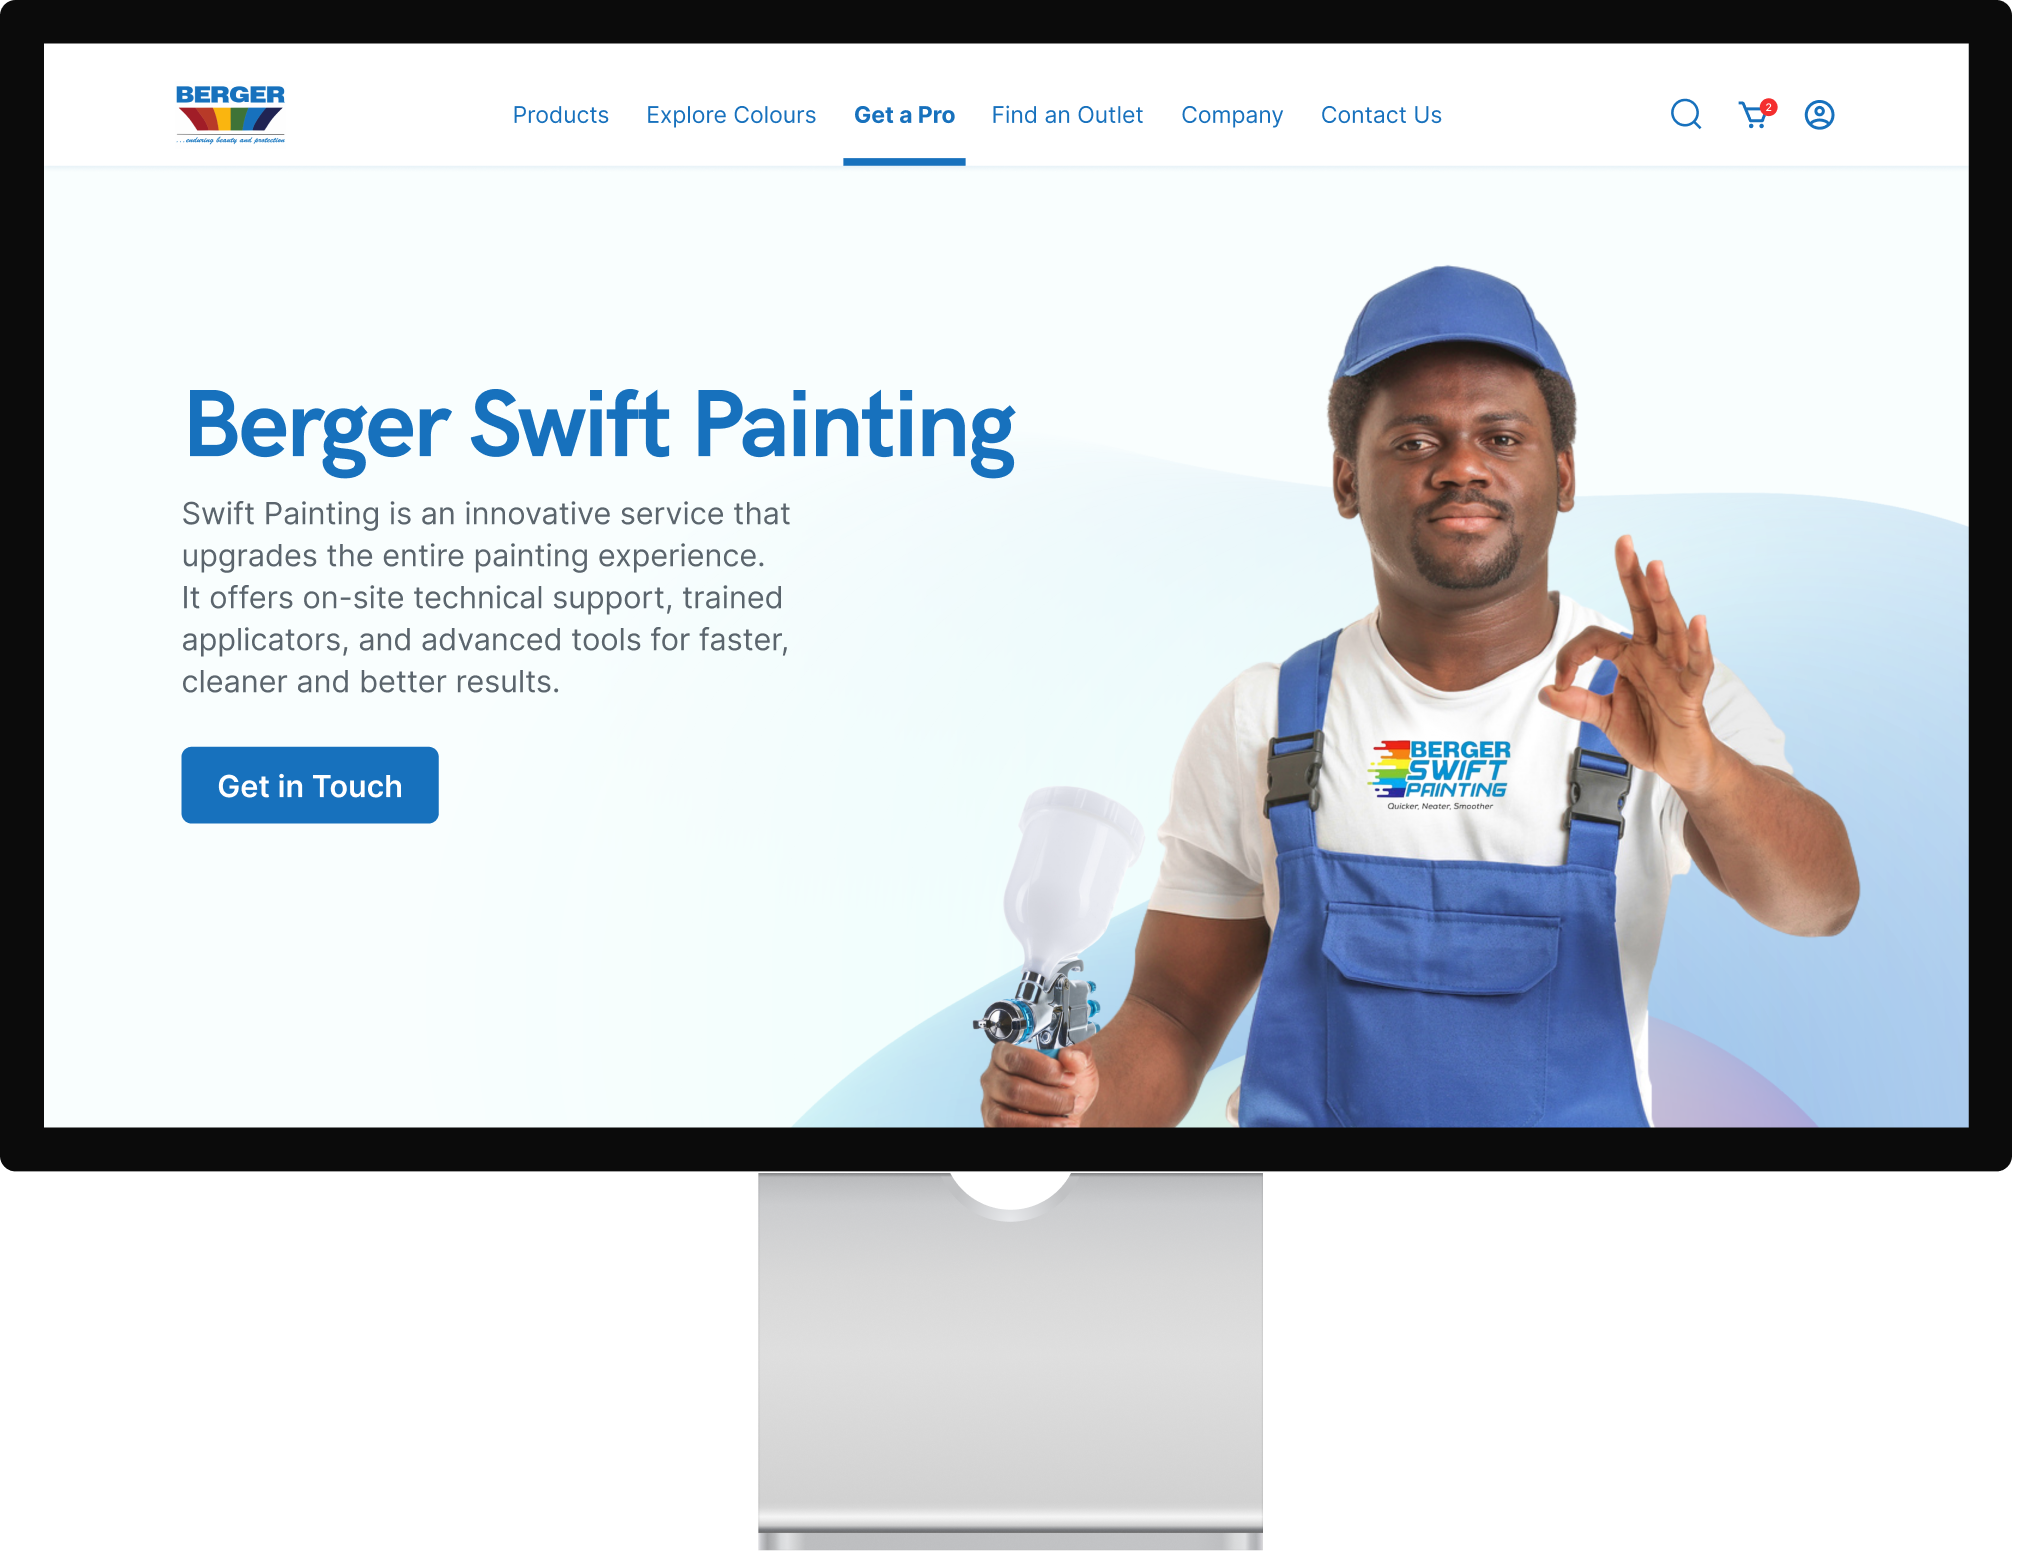 BERGER
...enduring beauty and protection
Products
Explore Colours
Get a Pro
Find an Outlet
Company
Contact Us
2
Berger Swift Painting
Swift Painting is an innovative service that
upgrades the entire painting experience.
It offers on-site technical support, trained
applicators, and advanced tools for faster,
cleaner and better results.
Get in Touch
BERGER
SWIFT
PAINTING
Quicker, Neater, Smoother